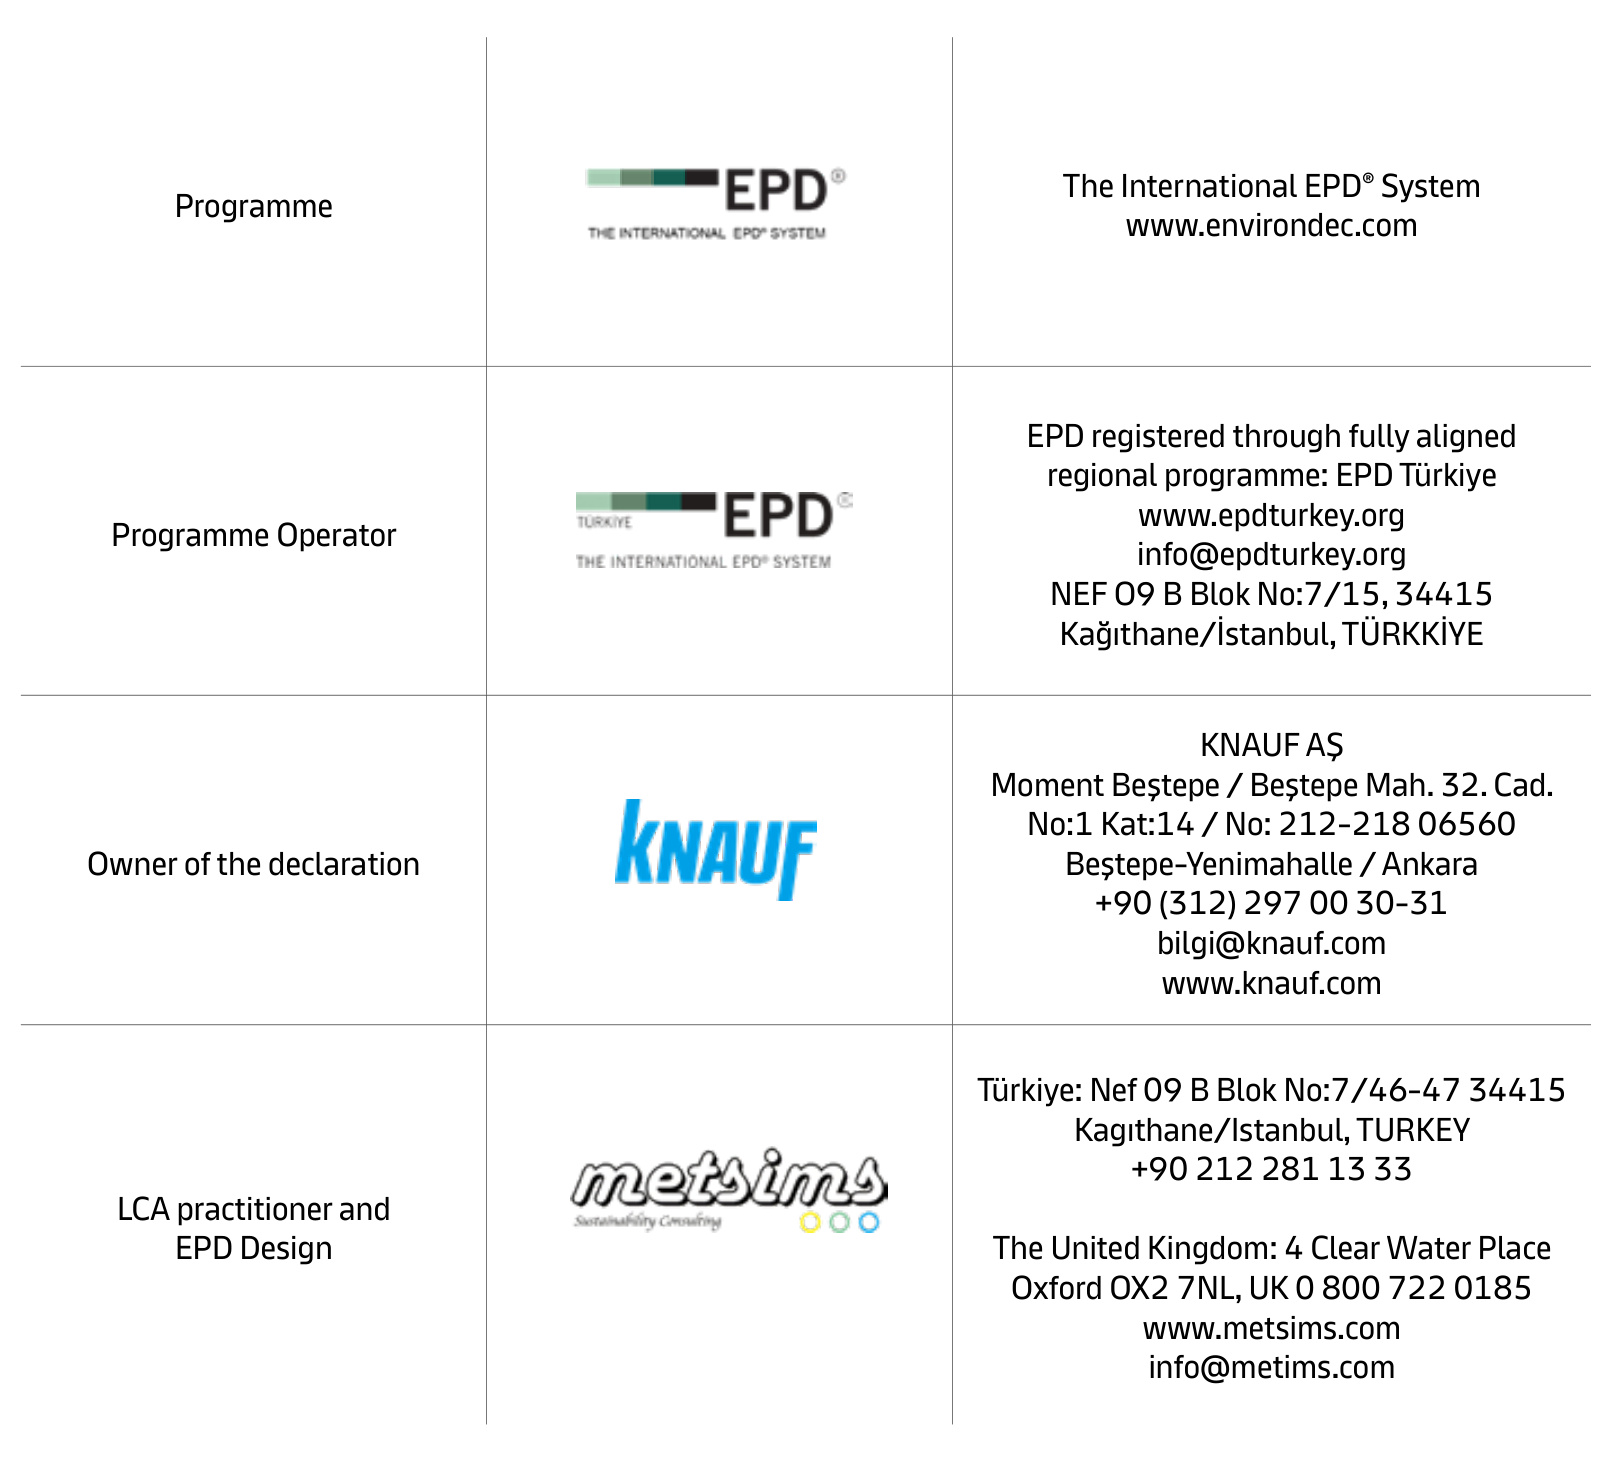 Programme
EPD®
THE INTERNATIONAL EPD® SYSTEM
The International EPD® System
www.environdec.com
Programme Operator
TÜRKİYE
EPD®
THE INTERNATIONAL EPD® SYSTEM
EPD registered through fully aligned
regional programme: EPD Türkiye
www.epdturkey.org
info@epdturkey.org
NEF O9 B Blok No:7/15, 34415
Kağıthane/İstanbul, TÜRKKİYE
Owner of the declaration
KNAUF
KNAUF AŞ
Moment Beştepe / Beştepe Mah. 32. Cad.
No:1 Kat:14 / No: 212-218 06560
Beştepe-Yenimahalle / Ankara
+90 (312) 297 00 30-31
bilgi@knauf.com
www.knauf.com
LCA practitioner and
EPD Design
metsims
Sustainability Consulting
Türkiye: Nef 09 B Blok No:7/46-47 34415
Kagıthane/Istanbul, TURKEY
+90 212 281 13 33
The United Kingdom: 4 Clear Water Place
Oxford OX2 7NL, UK 0 800 722 0185
www.metsims.com
info@metims.com